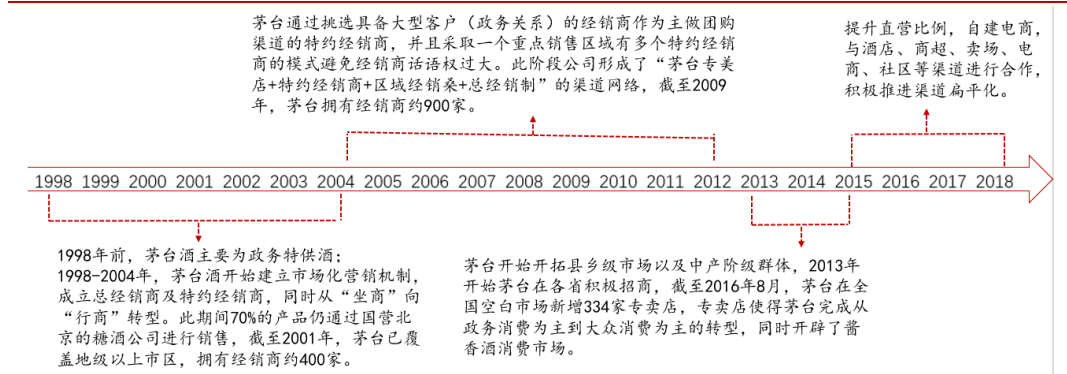 茅台通过挑选具备大型客户（政务关系）的经销商作为主做团购
渠道的特约经销商，并且采取一个重点销售区域有多个特约经销
商的模式避免经销商话语权过大。此阶段公司形成了“茅台专美
店+特约经销商+区域经销桑+总经销制”的渠道网络，截至2009
年，茅台拥有经销商约900家。
提升直营比例，自建电商，
与酒店、商超、卖场、电
商、社区等渠道进行合作，
积极推进渠道扁平化。
1998 1999 2000 2001 2002 2003 2004 2005 2006 2007 2008 2009 2010 2011 2012 2013 2014 2015 2016 2017 2018
1998年前，茅台酒主要为政务特供酒；
1998-2004年，茅台酒开始建立市场化营销机制，
成立总经销商及特约经销商，同时从“坐商”向
“行商”转型。此期间70%的产品仍通过国营北
京的糖酒公司进行销售，截至2001年，茅台已覆
盖地级以上市区，拥有经销商约400家。
茅台开始开拓县乡级市场以及中产阶级群体，2013年
开始茅台在各省积极招商，截至2016年8月，茅台在全
国空白市场新增334家专卖店，专卖店使得茅台完成从
政务消费为主到大众消费为主的转型，同时开辟了酱
香酒消费市场。